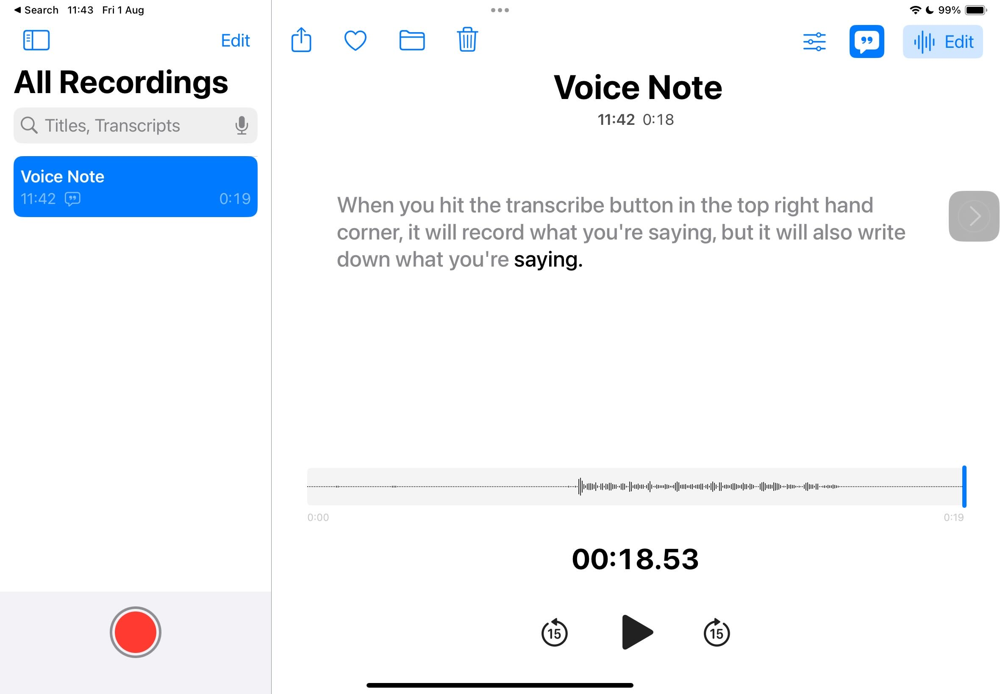 Search 11:43 Fri 1 Aug
99%
Edit
All Recordings
Titles, Transcripts
Voice Note
11:42 0:19
Edit
Voice Note
11:42 0:18
When you hit the transcribe button in the top right hand
corner, it will record what you're saying, but it will also write
down what you're saying.
0:00 0:19
00:18.53
15 15